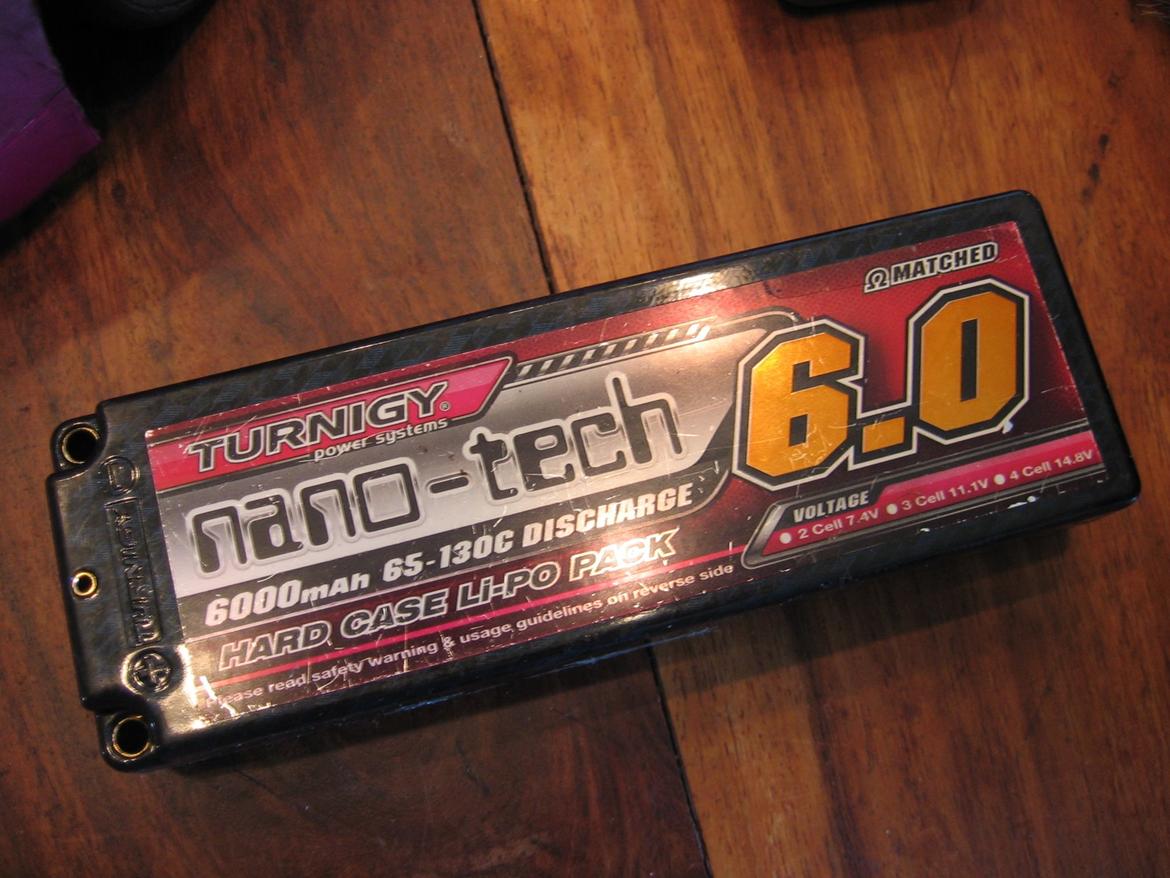 Ω MATCHED
6.0
TURNIGY®
power systems
nano-tech
6000mAh 65-130C DISCHARGE
HARD CASE LI-PO PACK
Please read safety warning & usage guidelines on reverse side
VOLTAGE
● 2 Cell 7.4V ● 3 Cell 11.1V ● 4 Cell 14.8V
TURNIGY